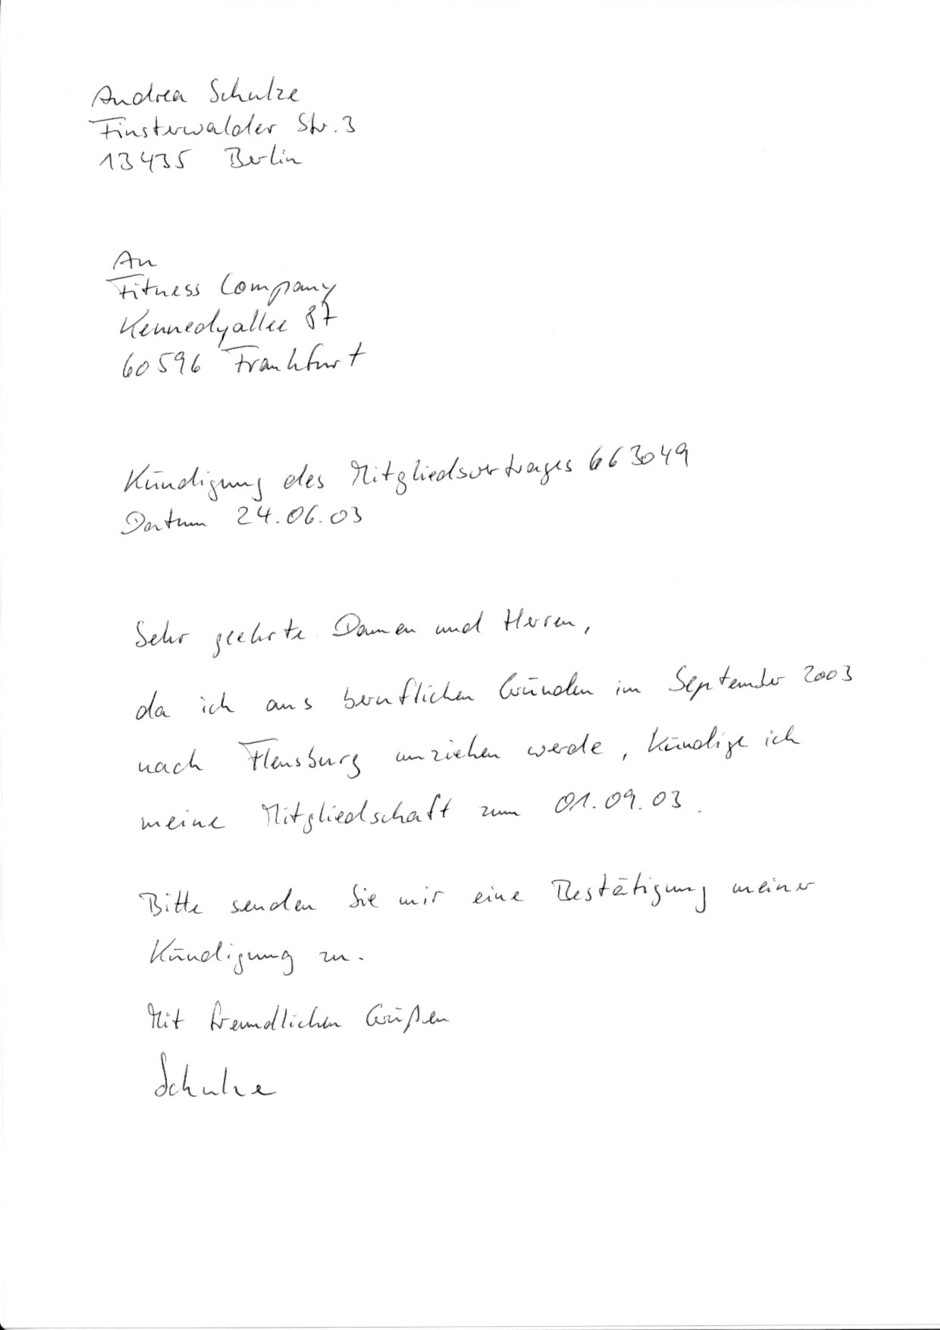 Andrea Schulze
Finsterwalder Str. 3
13435 Berlin
An
Fitness Company
Kennedyallee 87
60596 Frankfurt
Kündigung des Mitgliedsvertrages 663049
Datum 24.06.03
Sehr geehrte Damen und Herren,
da ich aus beruflichen Gründen im September 2003
nach Flensburg umziehen werde, kündige ich
meine Mitgliedschaft zum 01.09.03.
Bitte senden Sie mir eine Bestätigung meiner
Kündigung zu.
Mit freundlichen Grüßen
Schulze